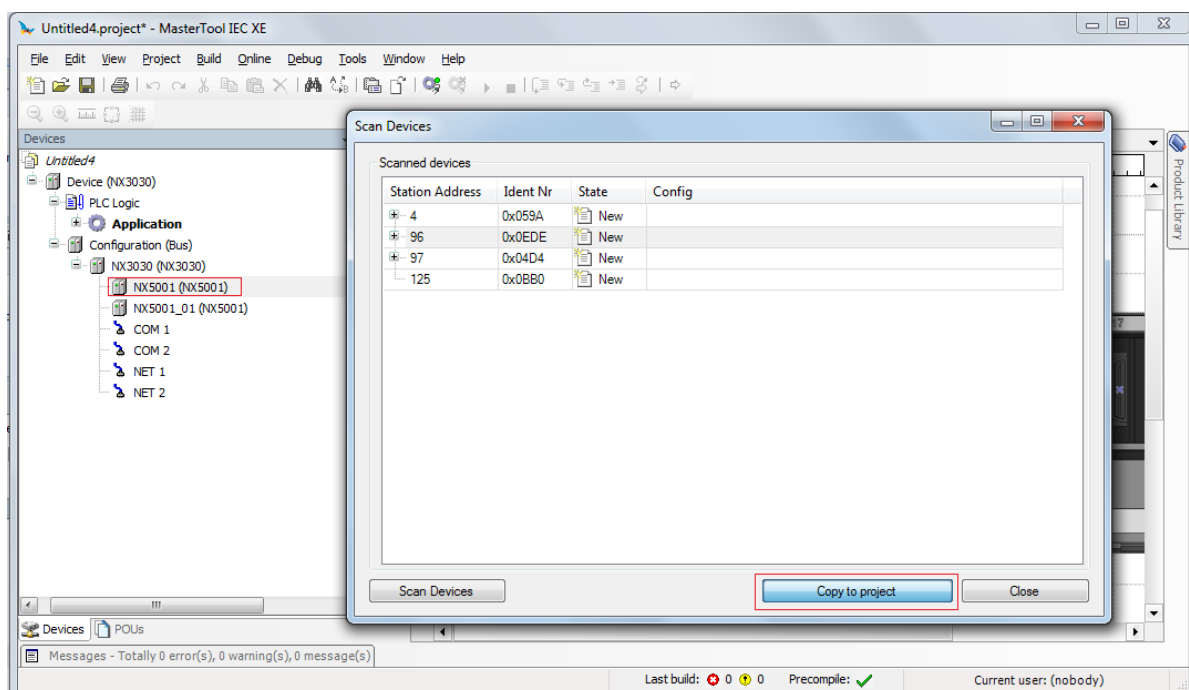 Untitled4.project* - MasterTool IEC XE
File Edit View Project Build Online Debug Tools Window Help
Devices
Untitled4
Device (NX3030)
PLC Logic
Application
Configuration (Bus)
NX3030 (NX3030)
NX5001 (NX5001)
NX5001_01 (NX5001)
COM 1
COM 2
NET 1
NET 2
Scan Devices
Scanned devices
Station Address Ident Nr State Config
4 0x059A New
96 0x0EDE New
97 0x04D4 New
125 0x0BB0 New
Scan Devices Copy to project Close
Product Library
Devices POUs
Messages - Totally 0 error(s), 0 warning(s), 0 message(s)
Last build: 0 0 Precompile: Current user: (nobody)